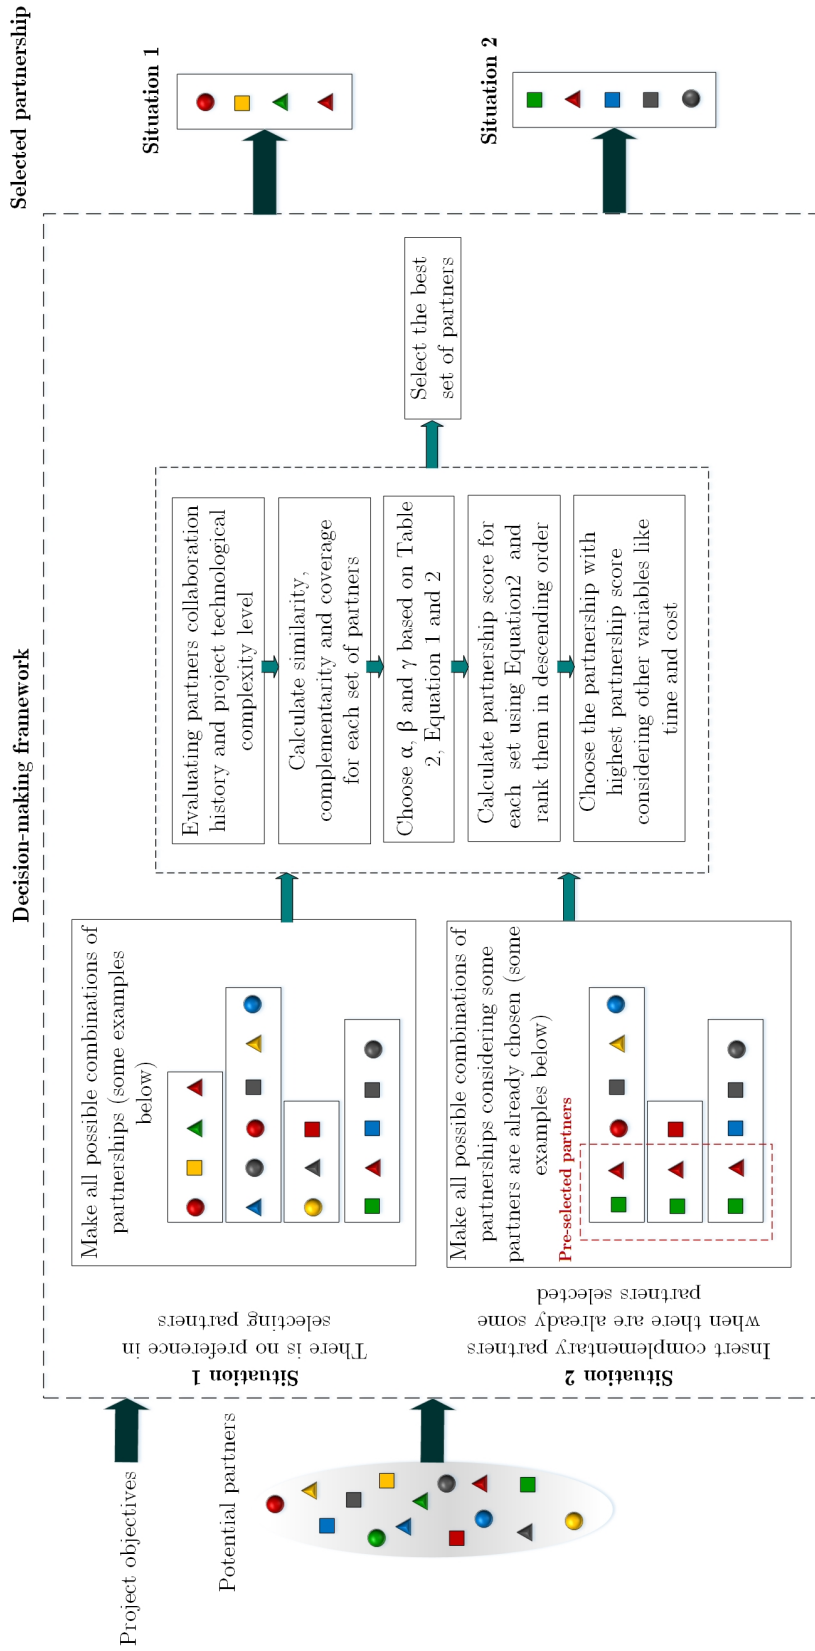 Project objectives
Potential partners
Decision-making framework
Situation 1
There is no preference in
selecting partners
Make all possible combinations of
partnerships (some examples
below)
Situation 2
Insert complementary partners
when there are already some
partners selected
Make all possible combinations of
partnerships considering some
partners are already chosen (some
examples below)
Pre-selected partners
Evaluating partners collaboration
history and project technological
complexity level
Calculate similarity,
complementarity and coverage
for each set of partners
Choose α, β and γ based on Table
2, Equation 1 and 2
Calculate partnership score for
each set using Equation2 and
rank them in descending order
Choose the partnership with
highest partnership score
considering other variables like
time and cost
Select the best
set of partners
Selected partnership
Situation 1
Situation 2